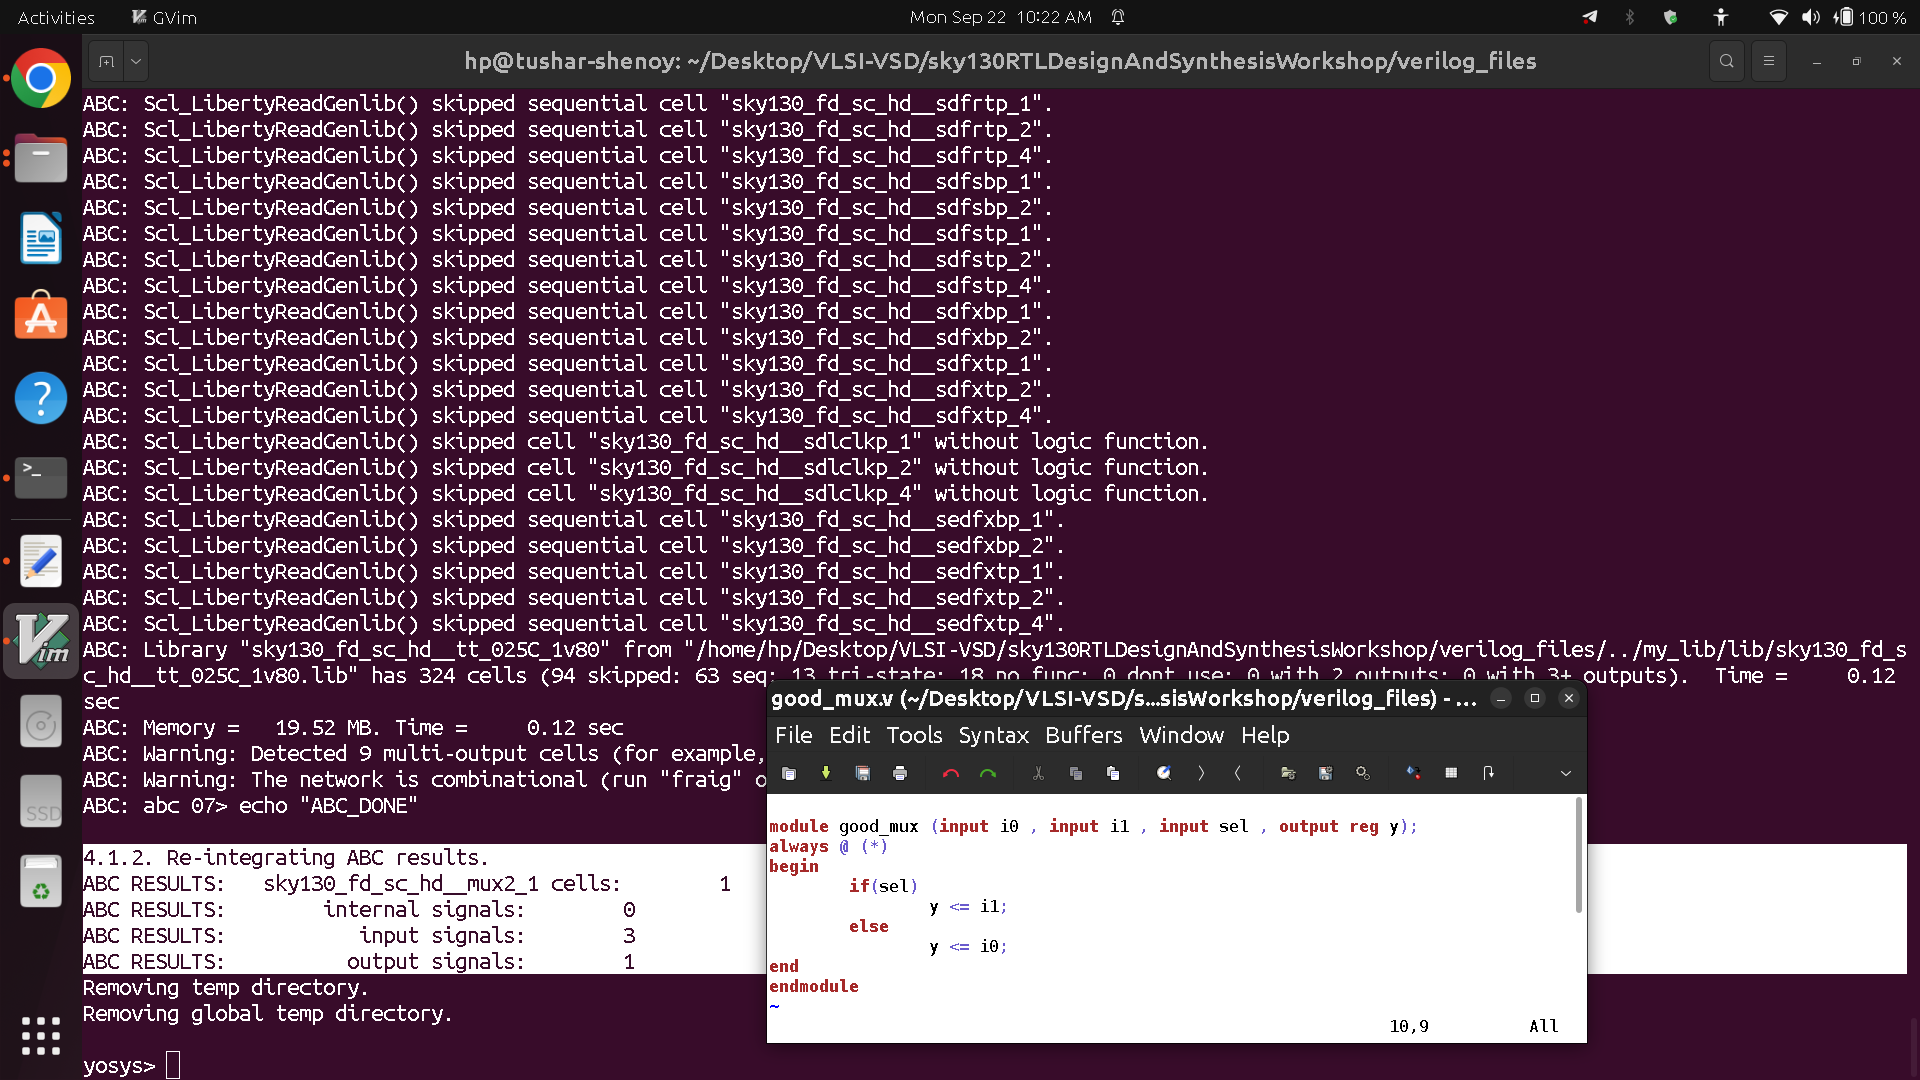 Activities
GVim
Mon Sep 22  10:22 AM
100 %
hp@tushar-shenoy: ~/Desktop/VLSI-VSD/sky130RTLDesignAndSynthesisWorkshop/verilog_files
ABC: Scl_LibertyReadGenlib() skipped sequential cell "sky130_fd_sc_hd__sdfrtp_1".
ABC: Scl_LibertyReadGenlib() skipped sequential cell "sky130_fd_sc_hd__sdfrtp_2".
ABC: Scl_LibertyReadGenlib() skipped sequential cell "sky130_fd_sc_hd__sdfrtp_4".
ABC: Scl_LibertyReadGenlib() skipped sequential cell "sky130_fd_sc_hd__sdfsbp_1".
ABC: Scl_LibertyReadGenlib() skipped sequential cell "sky130_fd_sc_hd__sdfsbp_2".
ABC: Scl_LibertyReadGenlib() skipped sequential cell "sky130_fd_sc_hd__sdfstp_1".
ABC: Scl_LibertyReadGenlib() skipped sequential cell "sky130_fd_sc_hd__sdfstp_2".
ABC: Scl_LibertyReadGenlib() skipped sequential cell "sky130_fd_sc_hd__sdfstp_4".
ABC: Scl_LibertyReadGenlib() skipped sequential cell "sky130_fd_sc_hd__sdfxbp_1".
ABC: Scl_LibertyReadGenlib() skipped sequential cell "sky130_fd_sc_hd__sdfxbp_2".
ABC: Scl_LibertyReadGenlib() skipped sequential cell "sky130_fd_sc_hd__sdfxtp_1".
ABC: Scl_LibertyReadGenlib() skipped sequential cell "sky130_fd_sc_hd__sdfxtp_2".
ABC: Scl_LibertyReadGenlib() skipped sequential cell "sky130_fd_sc_hd__sdfxtp_4".
ABC: Scl_LibertyReadGenlib() skipped cell "sky130_fd_sc_hd__sdlclkp_1" without logic function.
ABC: Scl_LibertyReadGenlib() skipped cell "sky130_fd_sc_hd__sdlclkp_2" without logic function.
ABC: Scl_LibertyReadGenlib() skipped cell "sky130_fd_sc_hd__sdlclkp_4" without logic function.
ABC: Scl_LibertyReadGenlib() skipped sequential cell "sky130_fd_sc_hd__sedfxbp_1".
ABC: Scl_LibertyReadGenlib() skipped sequential cell "sky130_fd_sc_hd__sedfxbp_2".
ABC: Scl_LibertyReadGenlib() skipped sequential cell "sky130_fd_sc_hd__sedfxtp_1".
ABC: Scl_LibertyReadGenlib() skipped sequential cell "sky130_fd_sc_hd__sedfxtp_2".
ABC: Scl_LibertyReadGenlib() skipped sequential cell "sky130_fd_sc_hd__sedfxtp_4".
ABC: Library "sky130_fd_sc_hd__tt_025C_1v80" from "/home/hp/Desktop/VLSI-VSD/sky130RTLDesignAndSynthesisWorkshop/verilog_files/../my_lib/lib/sky130_fd_s
c_hd__tt_025C_1v80.lib" has 324 cells (94 skipped: 63 seq; 13 tri-state; 18 no func; 0 dont_use; 0 with 2 outputs; 0 with 3+ outputs).  Time =     0.12
sec
ABC: Memory =   19.52 MB. Time =     0.12 sec
ABC: Warning: Detected 9 multi-output cells (for example,
ABC: Warning: The network is combinational (run "fraig" o
ABC: abc 07> echo "ABC_DONE"
4.1.2. Re-integrating ABC results.
ABC RESULTS:   sky130_fd_sc_hd__mux2_1 cells:        1
ABC RESULTS:        internal signals:        0
ABC RESULTS:           input signals:        3
ABC RESULTS:          output signals:        1
Removing temp directory.
Removing global temp directory.
yosys>
good_mux.v (~/Desktop/VLSI-VSD/s...sisWorkshop/verilog_files) - ...
File Edit Tools Syntax Buffers Window Help
module good_mux (input i0 , input i1 , input sel , output reg y);
always @ (*)
begin
        if(sel)
                y <= i1;
        else
                y <= i0;
end
endmodule
~
10,9          All
SSD